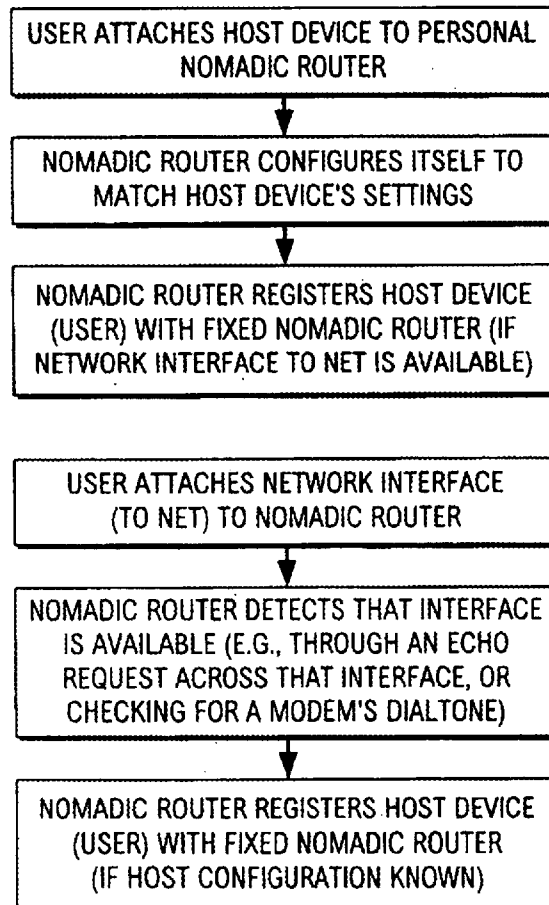 USER ATTACHES HOST DEVICE TO PERSONAL
NOMADIC ROUTER
NOMADIC ROUTER CONFIGURES ITSELF TO
MATCH HOST DEVICE'S SETTINGS
NOMADIC ROUTER REGISTERS HOST DEVICE
(USER) WITH FIXED NOMADIC ROUTER (IF
NETWORK INTERFACE TO NET IS AVAILABLE)
USER ATTACHES NETWORK INTERFACE
(TO NET) TO NOMADIC ROUTER
NOMADIC ROUTER DETECTS THAT INTERFACE
IS AVAILABLE (E.G., THROUGH AN ECHO
REQUEST ACROSS THAT INTERFACE, OR
CHECKING FOR A MODEM'S DIALTONE)
NOMADIC ROUTER REGISTERS HOST DEVICE
(USER) WITH FIXED NOMADIC ROUTER
(IF HOST CONFIGURATION KNOWN)